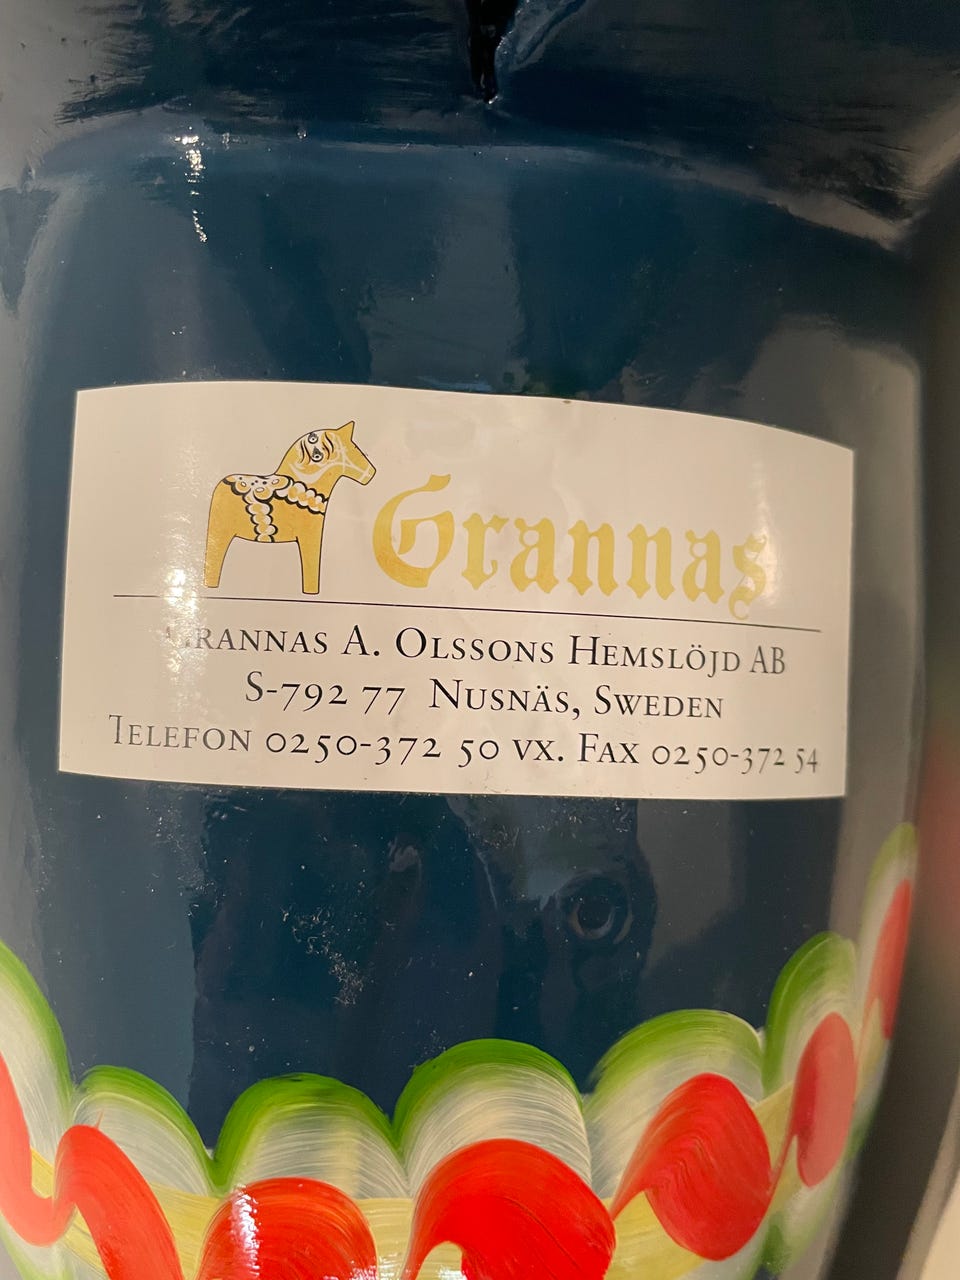 Grannas
GRANNAS A. OLSSONS HEMSLÖJD AB
S-792 77 NUSNÄS, SWEDEN
TELEFON 0250-372 50 VX. FAX 0250-372 54